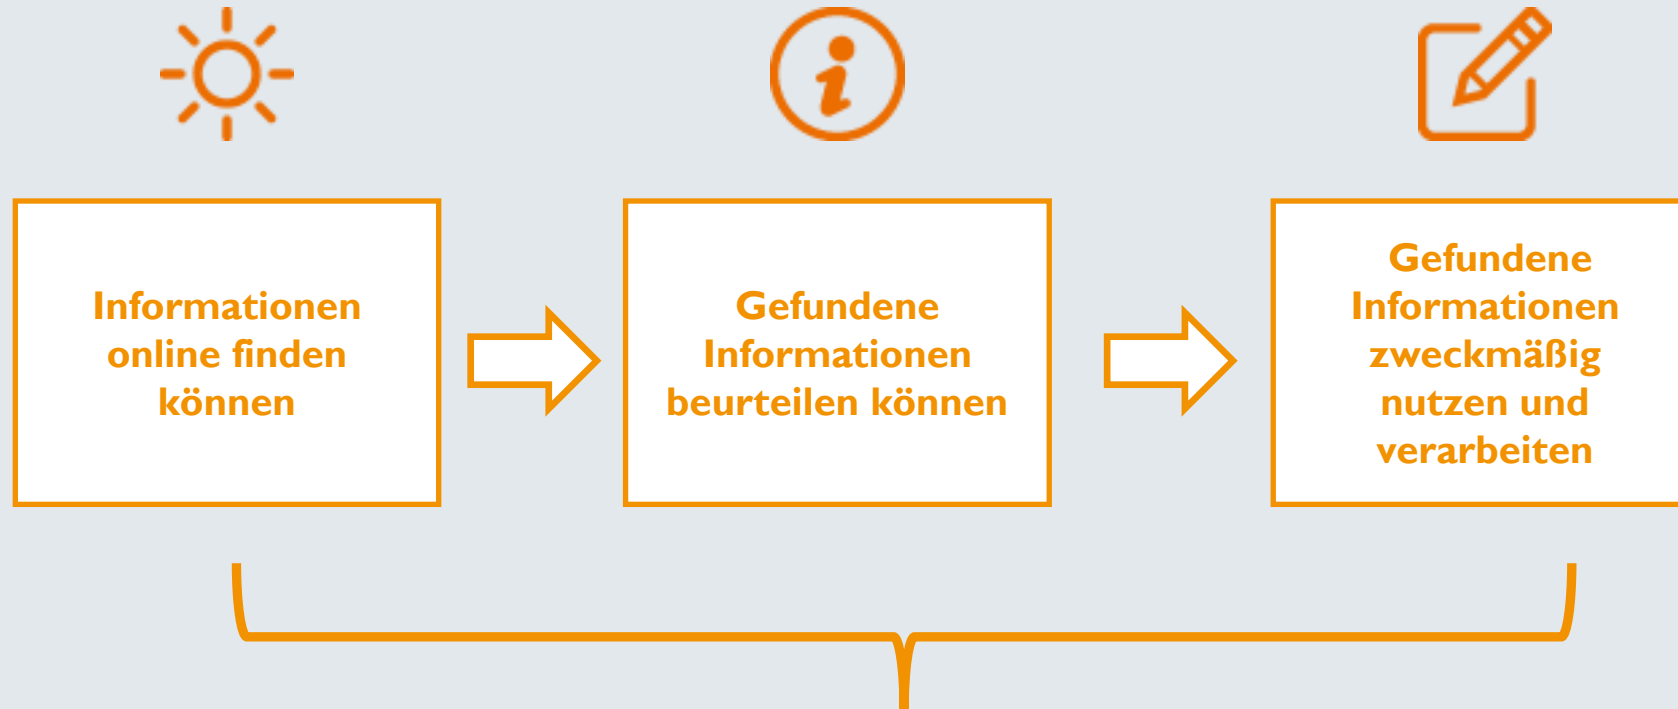 Informationen
online finden
können
Gefundene
Informationen
beurteilen können
Gefundene
Informationen
zweckmäßig
nutzen und
verarbeiten